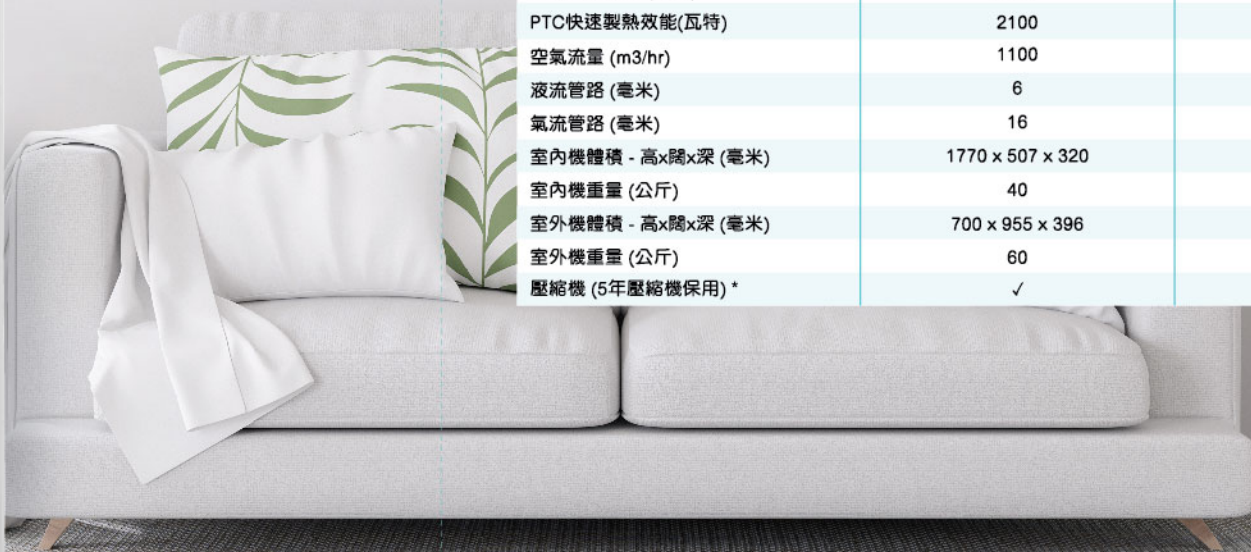 PTC快速製熱效能(瓦特) 2100
空氣流量 (m3/hr) 1100
液流管路 (毫米) 6
氣流管路 (毫米) 16
室內機體積 - 高x闊x深 (毫米) 1770 x 507 x 320
室內機重量 (公斤) 40
室外機體積 - 高x闊x深 (毫米) 700 x 955 x 396
室外機重量 (公斤) 60
壓縮機 (5年壓縮機保用) * ✓